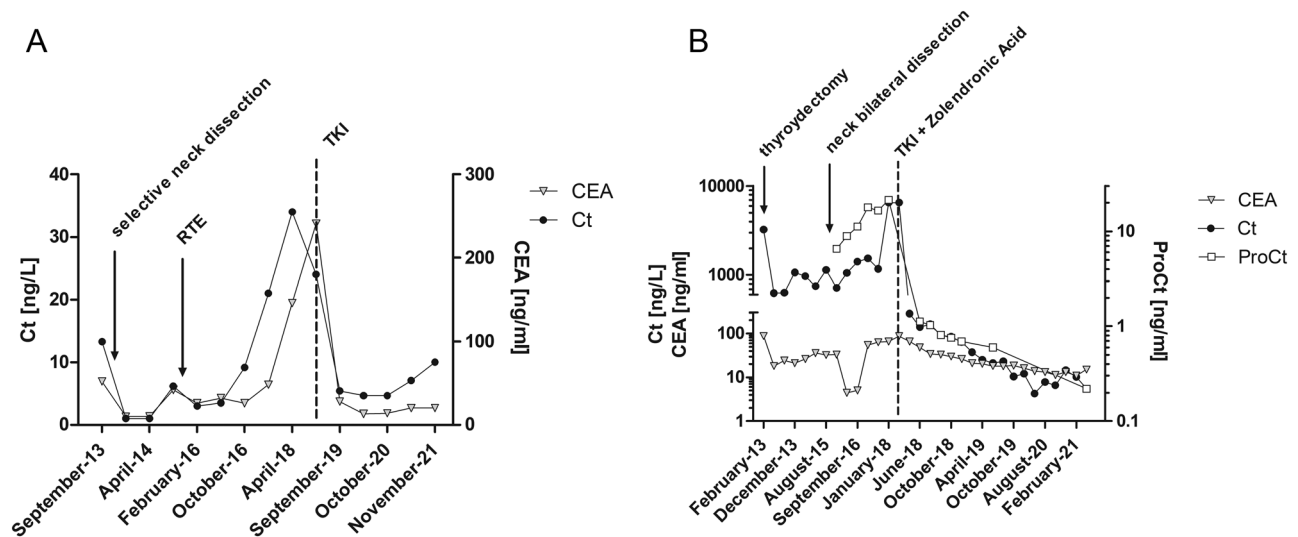 A
selective neck dissection
RTE
TKI
40
30
20
10
0
Ct [ng/L]
300
200
100
0
CEA [ng/ml]
CEA
Ct
September-13
April-14
February-16
October-16
April-18
September-19
October-20
November-21
B
thyroydectomy
neck bilateral dissection
TKI + Zolendronic Acid
10000
1000
100
10
1
Ct [ng/L]
CEA [ng/ml]
10
1
0.1
ProCt [ng/ml]
CEA
Ct
ProCt
February-13
December-13
August-15
September-16
January-18
June-18
October-18
April-19
October-19
August-20
February-21